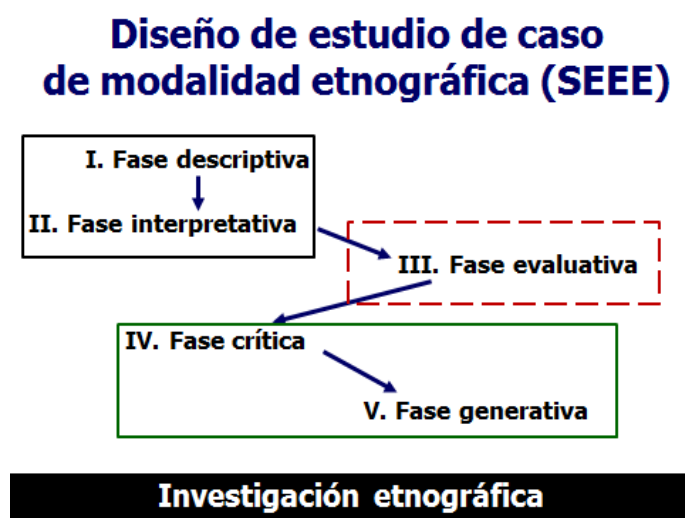 Diseño de estudio de caso
de modalidad etnográfica (SEEE)
I. Fase descriptiva
II. Fase interpretativa
III. Fase evaluativa
IV. Fase crítica
V. Fase generativa
Investigación etnográfica